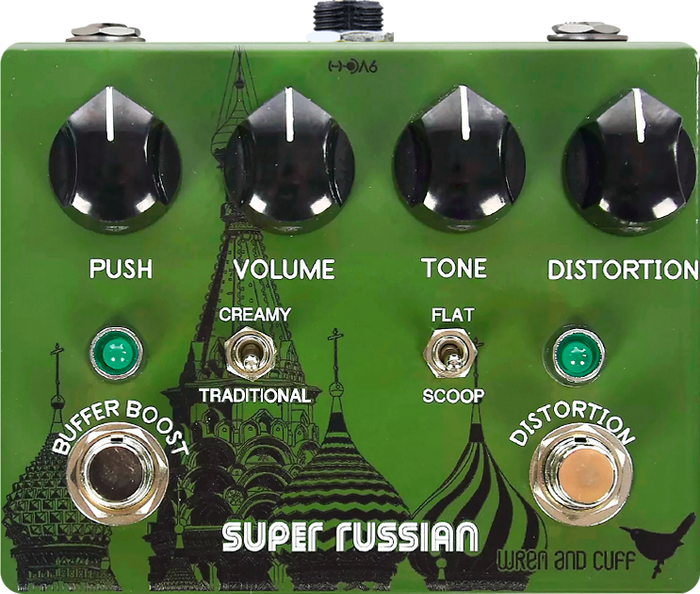 9V
PUSH VOLUME TONE DISTORTION
CREAMY FLAT
TRADITIONAL SCOOP
BUFFER BOOST DISTORTION
SUPER RUSSIAN
WREN AND CUFF